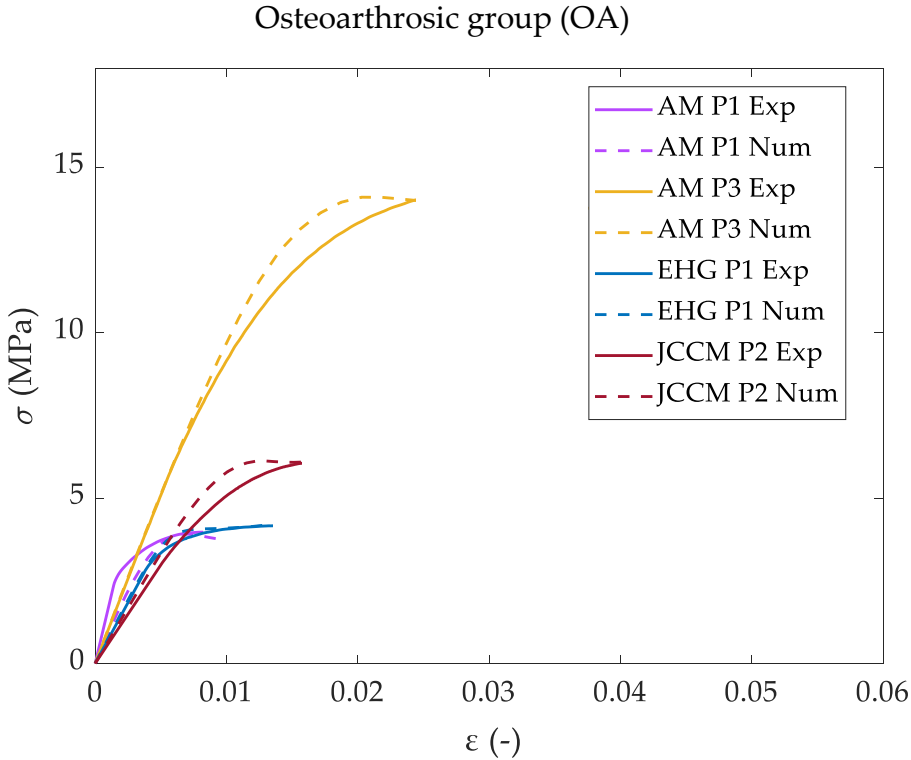 Osteoarthrosic group (OA)
AM P1 Exp
AM P1 Num
AM P3 Exp
AM P3 Num
EHG P1 Exp
EHG P1 Num
JCCM P2 Exp
JCCM P2 Num
15
10
5
0
σ (MPa)
0 0.01 0.02 0.03 0.04 0.05 0.06
ε (-)